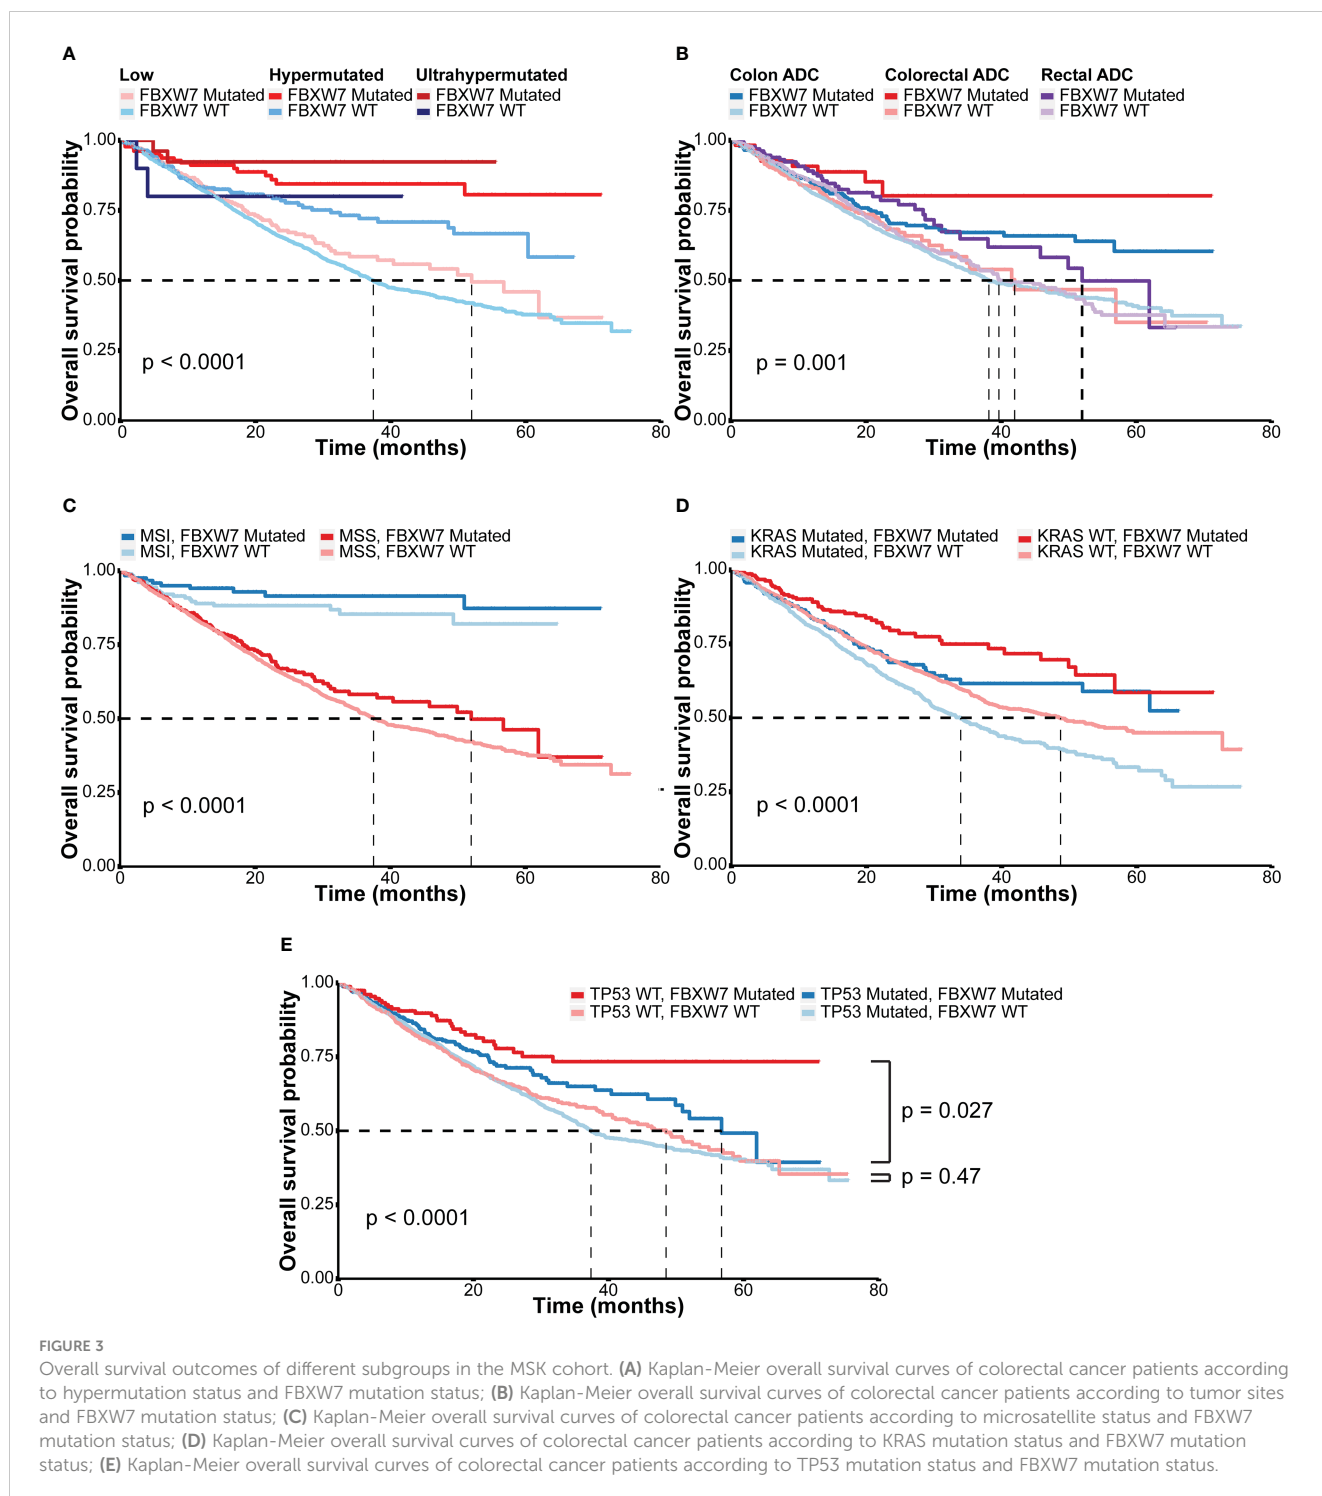 A
Low Hypermutated Ultrahypermutated
FBXW7 Mutated FBXW7 Mutated FBXW7 Mutated
FBXW7 WT FBXW7 WT FBXW7 WT
Overall survival probability
1.00
0.75
0.50
0.25
0.00
p < 0.0001
0 20 40 60 80
Time (months)
B
Colon ADC Colorectal ADC Rectal ADC
FBXW7 Mutated FBXW7 Mutated FBXW7 Mutated
FBXW7 WT FBXW7 WT FBXW7 WT
Overall survival probability
1.00
0.75
0.50
0.25
0.00
p = 0.001
0 20 40 60 80
Time (months)
C
MSI, FBXW7 Mutated MSS, FBXW7 Mutated
MSI, FBXW7 WT MSS, FBXW7 WT
Overall survival probability
1.00
0.75
0.50
0.25
0.00
p < 0.0001
0 20 40 60 80
Time (months)
D
KRAS Mutated, FBXW7 Mutated KRAS WT, FBXW7 Mutated
KRAS Mutated, FBXW7 WT KRAS WT, FBXW7 WT
Overall survival probability
1.00
0.75
0.50
0.25
0.00
p < 0.0001
0 20 40 60 80
Time (months)
E
TP53 WT, FBXW7 Mutated TP53 Mutated, FBXW7 Mutated
TP53 WT, FBXW7 WT TP53 Mutated, FBXW7 WT
Overall survival probability
1.00
0.75
0.50
0.25
0.00
p < 0.0001
p = 0.027
p = 0.47
0 20 40 60 80
Time (months)
FIGURE 3
Overall survival outcomes of different subgroups in the MSK cohort. (A) Kaplan-Meier overall survival curves of colorectal cancer patients according
to hypermutation status and FBXW7 mutation status; (B) Kaplan-Meier overall survival curves of colorectal cancer patients according to tumor sites
and FBXW7 mutation status; (C) Kaplan-Meier overall survival curves of colorectal cancer patients according to microsatellite status and FBXW7
mutation status; (D) Kaplan-Meier overall survival curves of colorectal cancer patients according to KRAS mutation status and FBXW7 mutation
status; (E) Kaplan-Meier overall survival curves of colorectal cancer patients according to TP53 mutation status and FBXW7 mutation status.